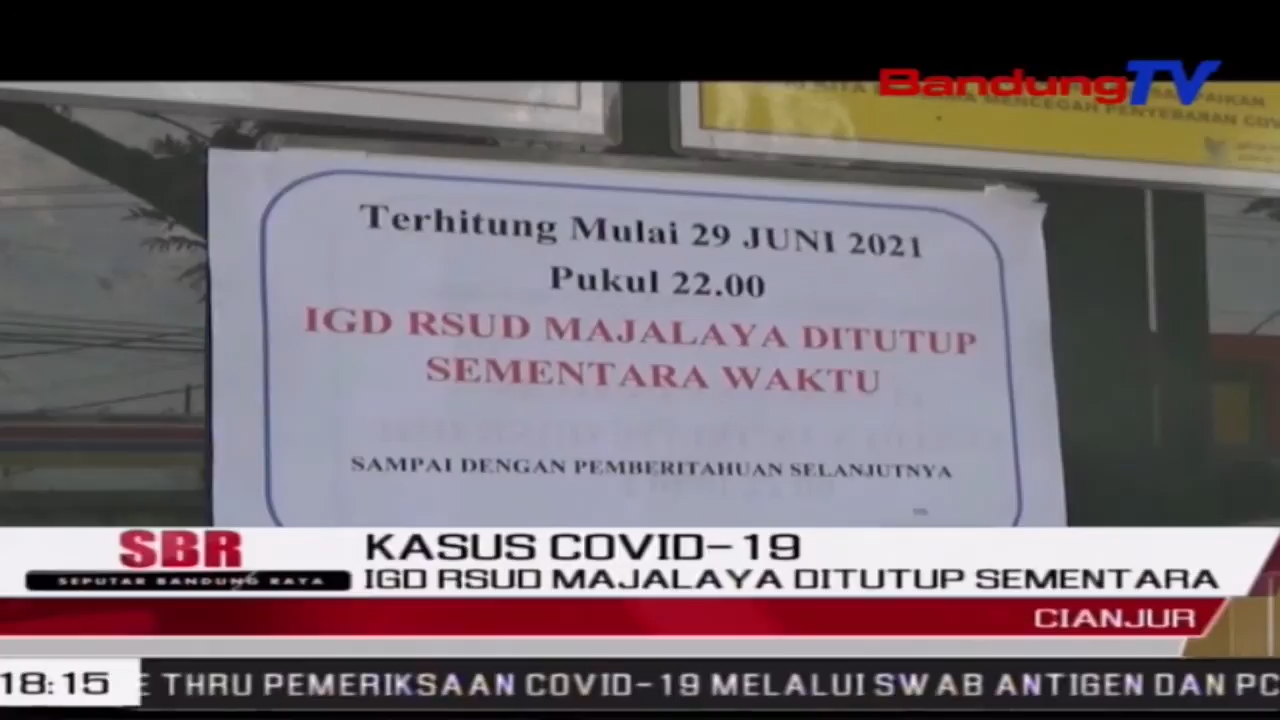 BandungTV
MENCEGAH PENYEBARAN
Terhitung Mulai 29 JUNI 2021
Pukul 22.00
IGD RSUD MAJALAYA DITUTUP
SEMENTARA WAKTU
SAMPAI DENGAN PEMBERITAHUAN SELANJUTNYA
SBR
SEPUTAR BANDUNG RAYA
KASUS COVID-19
IGD RSUD MAJALAYA DITUTUP SEMENTARA
CIANJUR
18:15
E THRU PEMERIKSAAN COVID-19 MELALUI SWAB ANTIGEN DAN PC